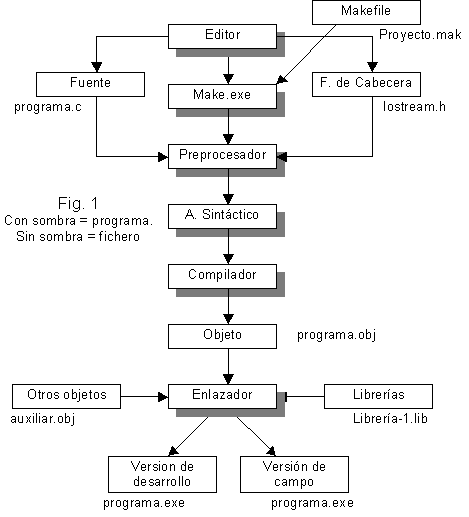 Makefile
Editor
Proyecto.mak
Fuente
Make.exe
F. de Cabecera
programa.c
Iostream.h
Preprocesador
Fig. 1
Con sombra = programa.
Sin sombra = fichero
A. Sintáctico
Compilador
Objeto
programa.obj
Otros objetos
Enlazador
Librerías
auxiliar.obj
Librería-1.lib
Version de
desarrollo
Versión de
campo
programa.exe
programa.exe